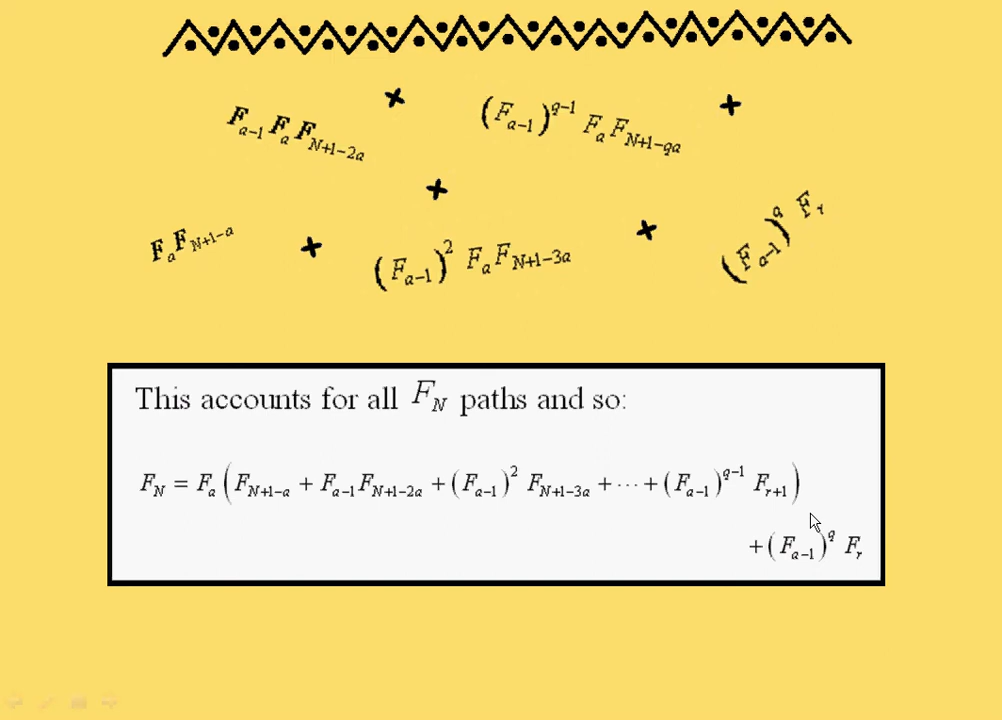 F_{a-1} F_a F_{N+1-2a} + (F_{a-1})^{q-1} F_a F_{N+1-qa} +
+
F_a F_{N+1-a} + (F_{a-1})^2 F_a F_{N+1-3a} + (F_{a-1})^q F_r
This accounts for all F_N paths and so:
F_N = F_a (F_{N+1-a} + F_{a-1} F_{N+1-2a} + (F_{a-1})^2 F_{N+1-3a} + ⋯ + (F_{a-1})^{q-1} F_{r+1})
+ (F_{a-1})^q F_r